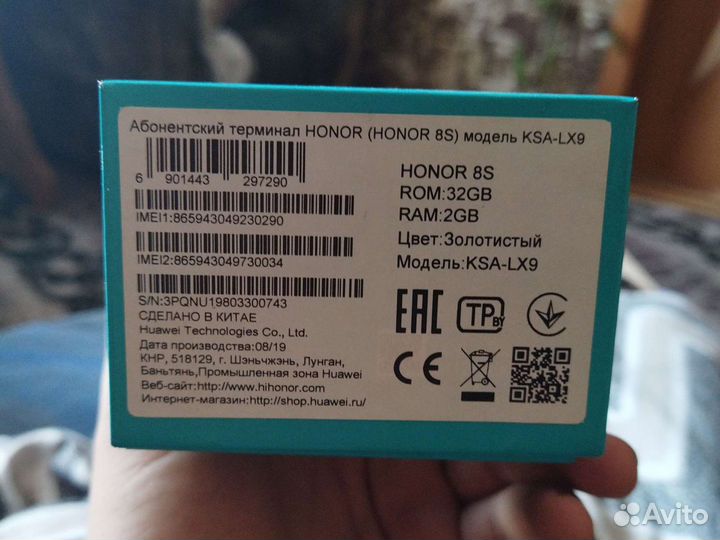 Абонентский терминал HONOR (HONOR 8S) модель KSA-LX9
6 901443 297290
IMEI1:865943049230290
IMEI2:865943049730034
S/N:3PQNU19803300743
СДЕЛАНО В КИТАЕ
Huawei Technologies Co., Ltd.
Дата производства:08/19
КНР, 518129, г. Шэньчжэнь, Лунган,
Баньтянь,Промышленная зона Huawei
Веб-сайт:http://www.hihonor.com
Интернет-магазин:http://shop.huawei.ru/
HONOR 8S
ROM:32GB
RAM:2GB
Цвет:Золотистый
Модель:KSA-LX9
EAC TP BY
CE
Avito